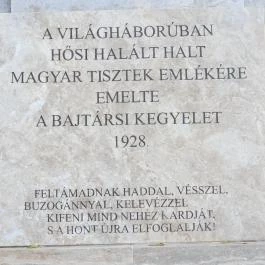 A VILÁGHÁBORÚBAN
HŐSI HALÁLT HALT
MAGYAR TISZTEK EMLÉKÉRE
EMELTE
A BAJTÁRSI KEGYELET
1928.
FELTÁMADNAK HADDAL, VÉSSZEL,
BUZOGÁNNYAL, KELEVÉZZEL
KIFENI MIND NEHÉZ KARDJÁT,
S A HONT ÚJRA ELFOGLALJÁK!